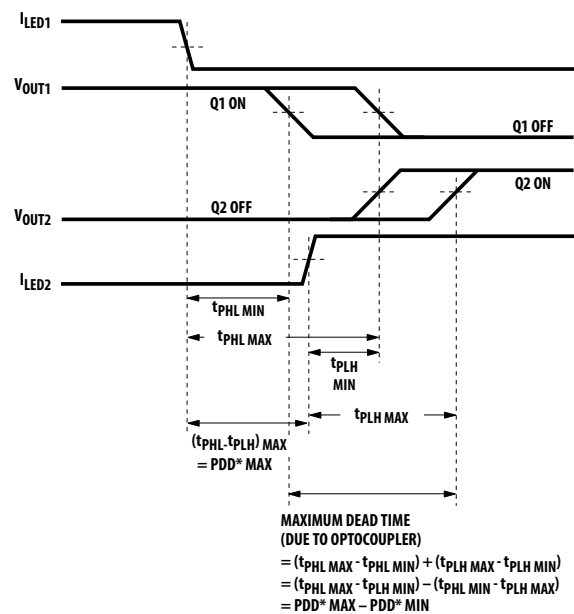 ILED1
VOUT1
Q1 ON
Q1 OFF
Q2 ON
Q2 OFF
VOUT2
ILED2
tPHL MIN
tPHL MAX
tPLH
MIN
tPLH MAX
(tPHL-tPLH) MAX
= PDD* MAX
MAXIMUM DEAD TIME
(DUE TO OPTOCOUPLER)
= (tPHL MAX - tPHL MIN) + (tPLH MAX - tPLH MIN)
= (tPHL MAX - tPLH MIN) – (tPHL MIN - tPLH MAX)
= PDD* MAX – PDD* MIN